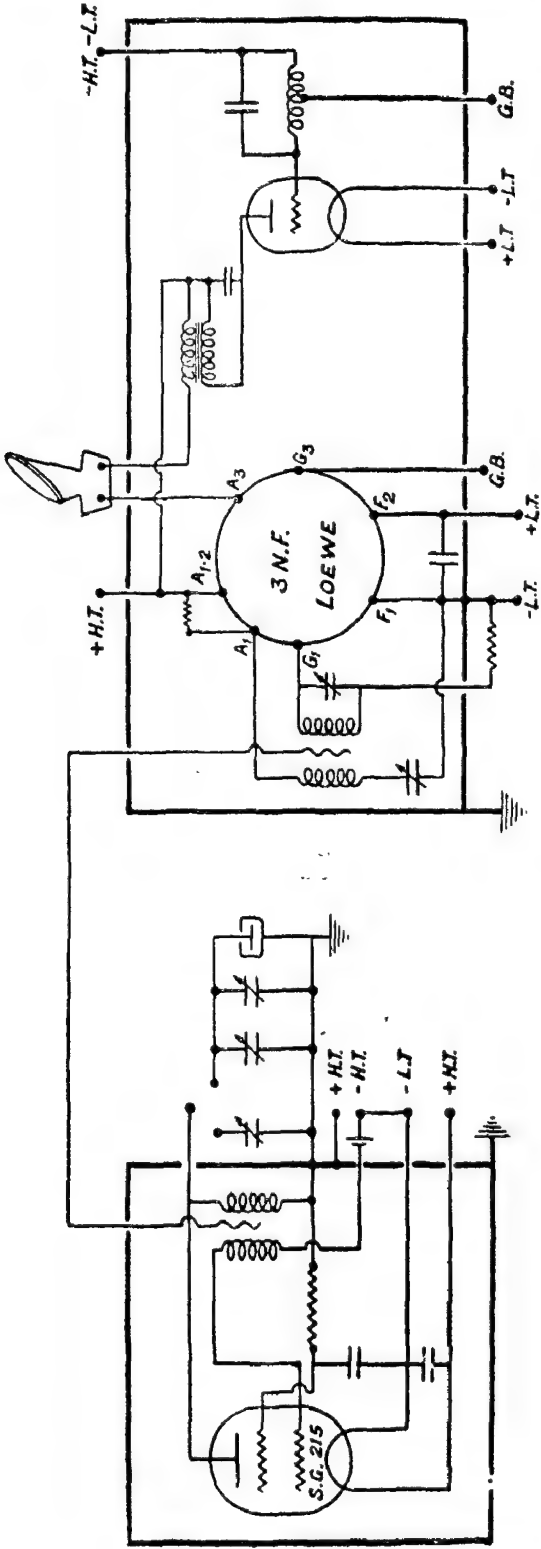 S.G. 215
+ H.T.
- H.T.
- L.T
+ H.T.
+ H.T.
A₁₋₂
A₃
A₁
G₁
G₃
3 N.F.
LOEWE
F₁
F₂
-L.T.
+L.T.
G.B.
-H.T. -L.T.
+L.T
-L.T
G.B.